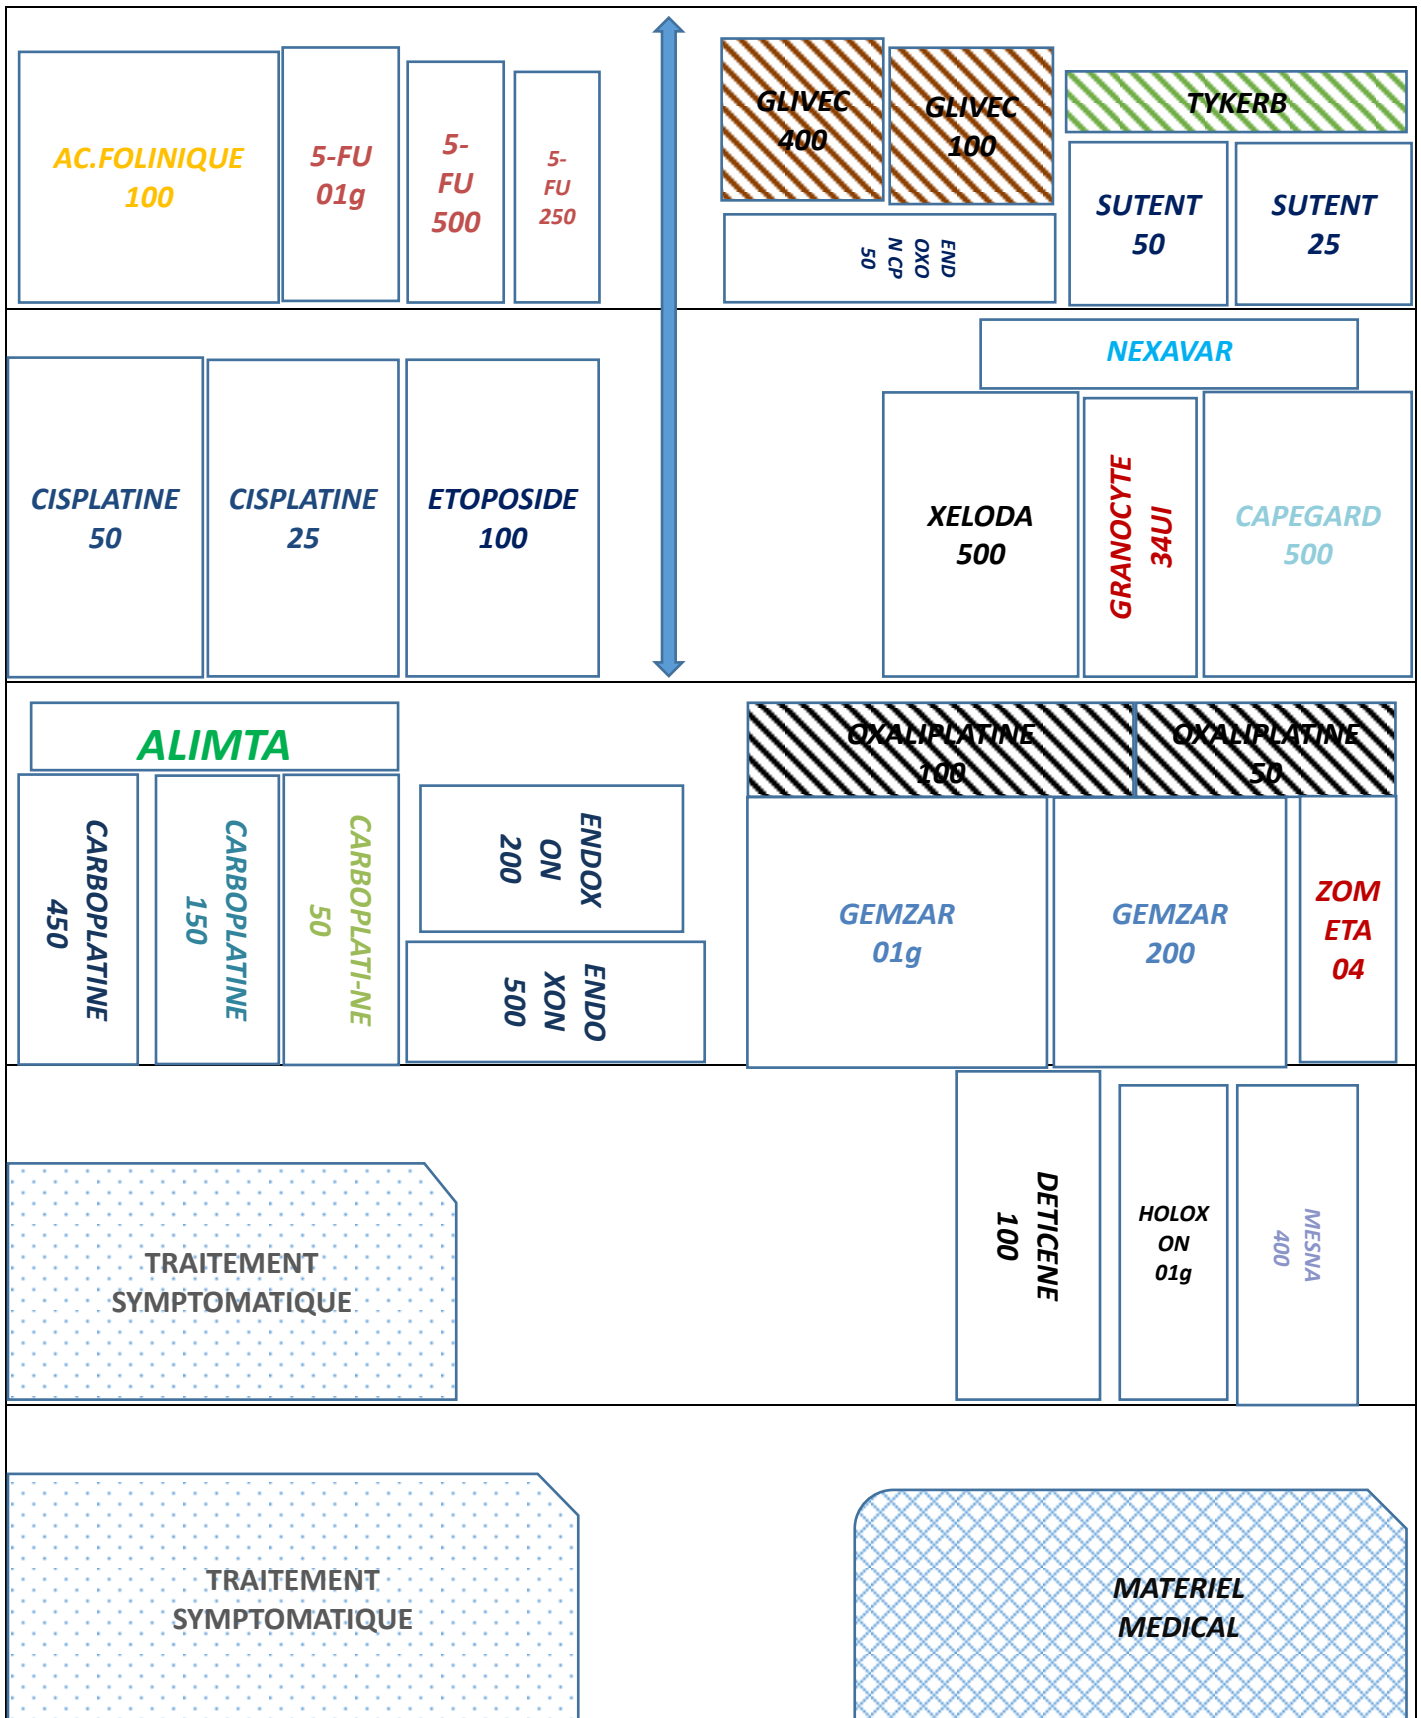 AC.FOLINIQUE
100
5-FU
01g
5-
FU
500
5-
FU
250
GLIVEC
400
GLIVEC
100
TYKERB
END
OXO
N CP
50
SUTENT
50
SUTENT
25
CISPLATINE
50
CISPLATINE
25
ETOPOSIDE
100
NEXAVAR
XELODA
500
GRANOCYTE
34UI
CAPEGARD
500
ALIMTA
CARBOPLATINE
450
CARBOPLATINE
150
CARBOPLATI-NE
50
ENDOX
ON
200
ENDO
XON
500
OXALIPLATINE
100
OXALIPLATINE
50
GEMZAR
01g
GEMZAR
200
ZOM
ETA
04
TRAITEMENT
SYMPTOMATIQUE
DETICENE
100
HOLOX
ON
01g
MESNA
400
TRAITEMENT
SYMPTOMATIQUE
MATERIEL
MEDICAL